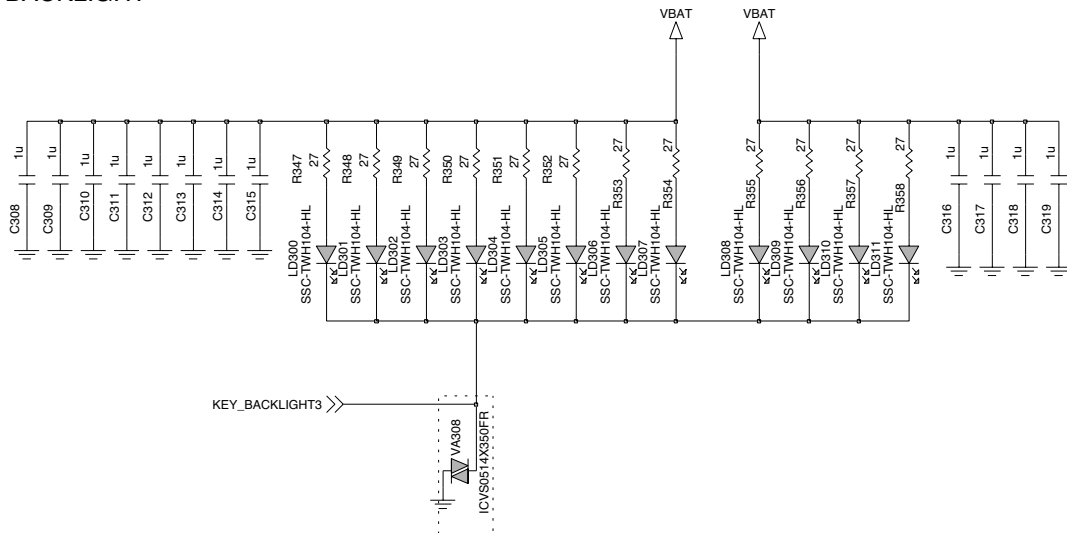 VBAT
VBAT
1u
1u
1u
1u
1u
1u
1u
1u
C308
C309
C310
C311
C312
C313
C314
C315
R347
27
R348
27
R349
27
R350
27
R351
27
R352
27
R353
27
R354
27
R355
27
R356
27
R357
27
R358
27
1u
1u
1u
1u
C316
C317
C318
C319
LD300
SSC-TWH104-HL
LD301
SSC-TWH104-HL
LD302
SSC-TWH104-HL
LD303
SSC-TWH104-HL
LD304
SSC-TWH104-HL
LD305
SSC-TWH104-HL
LD306
SSC-TWH104-HL
LD307
SSC-TWH104-HL
LD308
SSC-TWH104-HL
LD309
SSC-TWH104-HL
LD310
SSC-TWH104-HL
LD311
SSC-TWH104-HL
KEY_BACKLIGHT3
VA308
ICVS0514X350FR